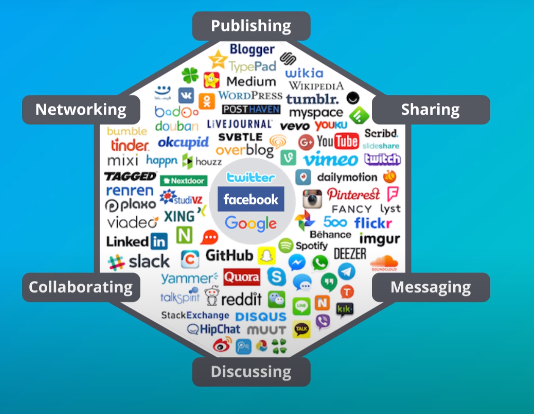 Publishing
Blogger
TypePad
wikia
Medium
WIKIPEDIA
WORDPRESS
tumblr.
Networking
badoo
POSTHAVEN
myspace
Sharing
douban
LIVEJOURNAL
vevo
YOUKU
bumble
SVBTLE
Scribd.
tinder
okcupid
overblog
G+
YouTube
slideshare
mixi
happn
houzz
vimeo
twitch
TAGGED
Nextdoor
twitter
dailymotion
renren
studiVZ
facebook
Pinterest
plaxo
XING
FANCY
lyst
viadeo
Google
500
flickr
LinkedIn
N
Behance
imgur
slack
GitHub
Spotify
DEEZER
SOUNDCLOUD
Collaborating
yammer
Quora
Messaging
talkspirit
reddit
LINE
kik
StackExchange
DISQUS
HipChat
MUUT
TALK
Discussing